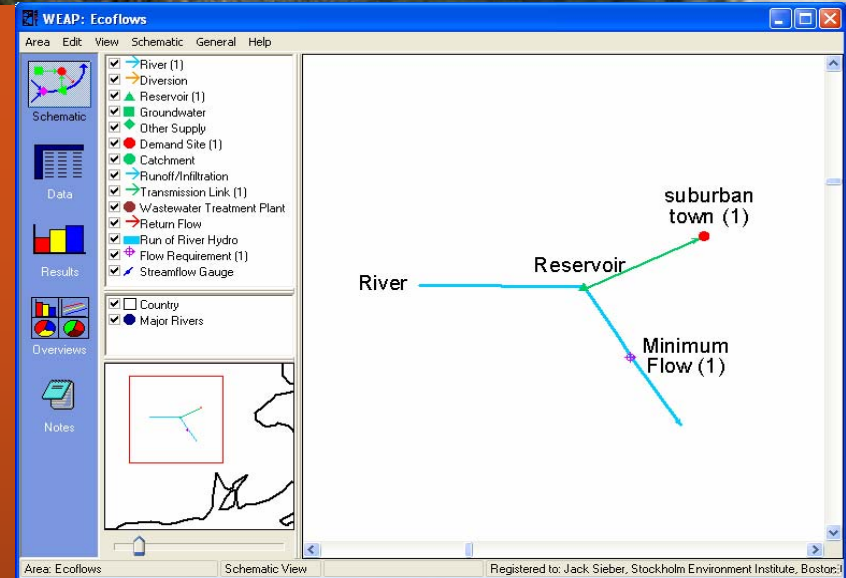 WEAP: Ecoflows
Area Edit View Schematic General Help
Schematic
Data
Results
Overviews
Notes
River (1)
Diversion
Reservoir (1)
Groundwater
Other Supply
Demand Site (1)
Catchment
Runoff/Infiltration
Transmission Link (1)
Wastewater Treatment Plant
Return Flow
Run of River Hydro
Flow Requirement (1)
Streamflow Gauge
Country
Major Rivers
suburban
town (1)
Reservoir
River
Minimum
Flow (1)
Area: Ecoflows
Schematic View
Registered to: Jack Sieber, Stockholm Environment Institute, Boston